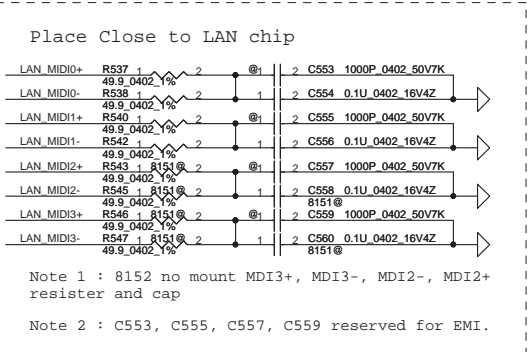 Place Close to LAN chip
LAN_MIDI0+ R537 1 2 @1 2 C553 1000P_0402_50V7K
49.9_0402_1%
LAN_MIDI0- R538 1 2 1 2 C554 0.1U_0402_16V4Z
49.9_0402_1%
LAN_MIDI1+ R540 1 2 @1 2 C555 1000P_0402_50V7K
49.9_0402_1%
LAN_MIDI1- R542 1 2 1 2 C556 0.1U_0402_16V4Z
49.9_0402_1%
LAN_MIDI2+ R543 1 8151@ 2 @1 2 C557 1000P_0402_50V7K
49.9_0402_1%
LAN_MIDI2- R545 1 8151@ 2 1 2 C558 0.1U_0402_16V4Z
49.9_0402_1% 8151@
LAN_MIDI3+ R546 1 8151@ 2 @1 2 C559 1000P_0402_50V7K
49.9_0402_1%
LAN_MIDI3- R547 1 8151@ 2 1 2 C560 0.1U_0402_16V4Z
49.9_0402_1% 8151@
Note 1 : 8152 no mount MDI3+, MDI3-, MDI2-, MDI2+
resister and cap
Note 2 : C553, C555, C557, C559 reserved for EMI.